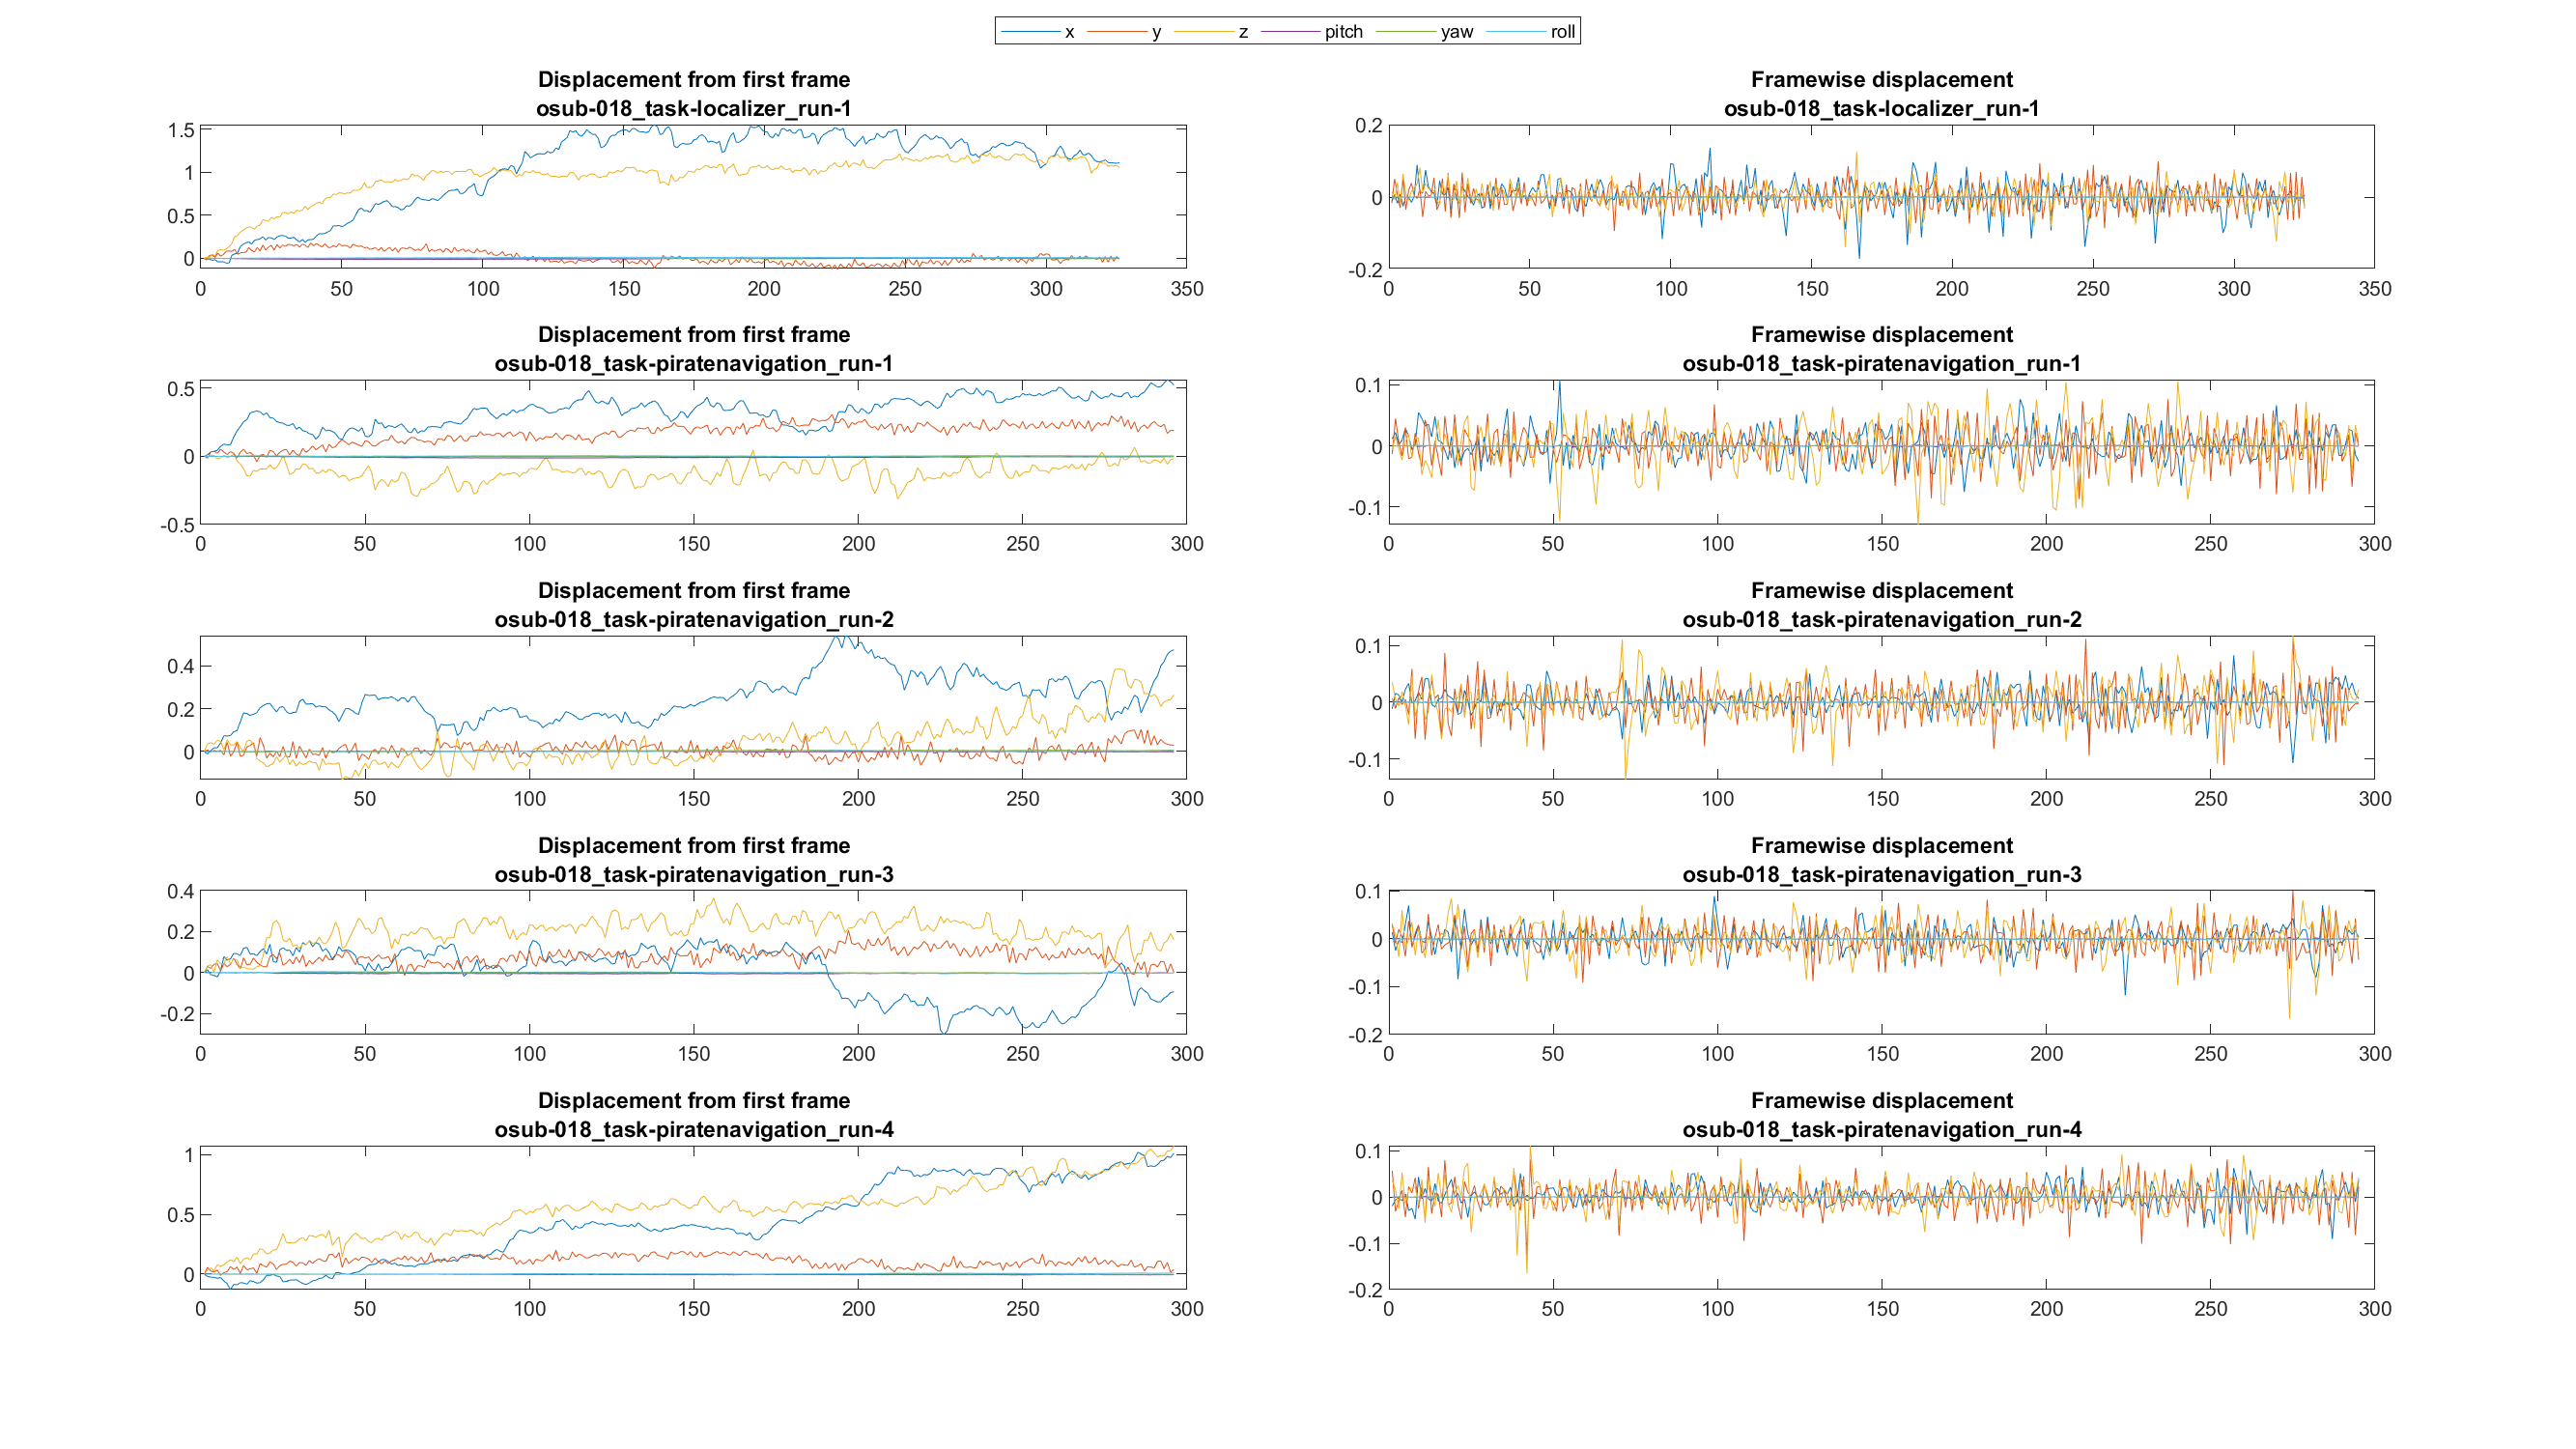 x y z pitch yaw roll
Displacement from first frame
osub-018_task-localizer_run-1
1.5
1
0.5
0
0 50 100 150 200 250 300 350
Framewise displacement
osub-018_task-localizer_run-1
0.2
0
-0.2
0 50 100 150 200 250 300 350
Displacement from first frame
osub-018_task-piratenavigation_run-1
0.5
0
-0.5
0 50 100 150 200 250 300
Framewise displacement
osub-018_task-piratenavigation_run-1
0.1
0
-0.1
0 50 100 150 200 250 300
Displacement from first frame
osub-018_task-piratenavigation_run-2
0.4
0.2
0
0 50 100 150 200 250 300
Framewise displacement
osub-018_task-piratenavigation_run-2
0.1
0
-0.1
0 50 100 150 200 250 300
Displacement from first frame
osub-018_task-piratenavigation_run-3
0.4
0.2
0
-0.2
0 50 100 150 200 250 300
Framewise displacement
osub-018_task-piratenavigation_run-3
0.1
0
-0.1
-0.2
0 50 100 150 200 250 300
Displacement from first frame
osub-018_task-piratenavigation_run-4
1
0.5
0
0 50 100 150 200 250 300
Framewise displacement
osub-018_task-piratenavigation_run-4
0.1
0
-0.1
-0.2
0 50 100 150 200 250 300